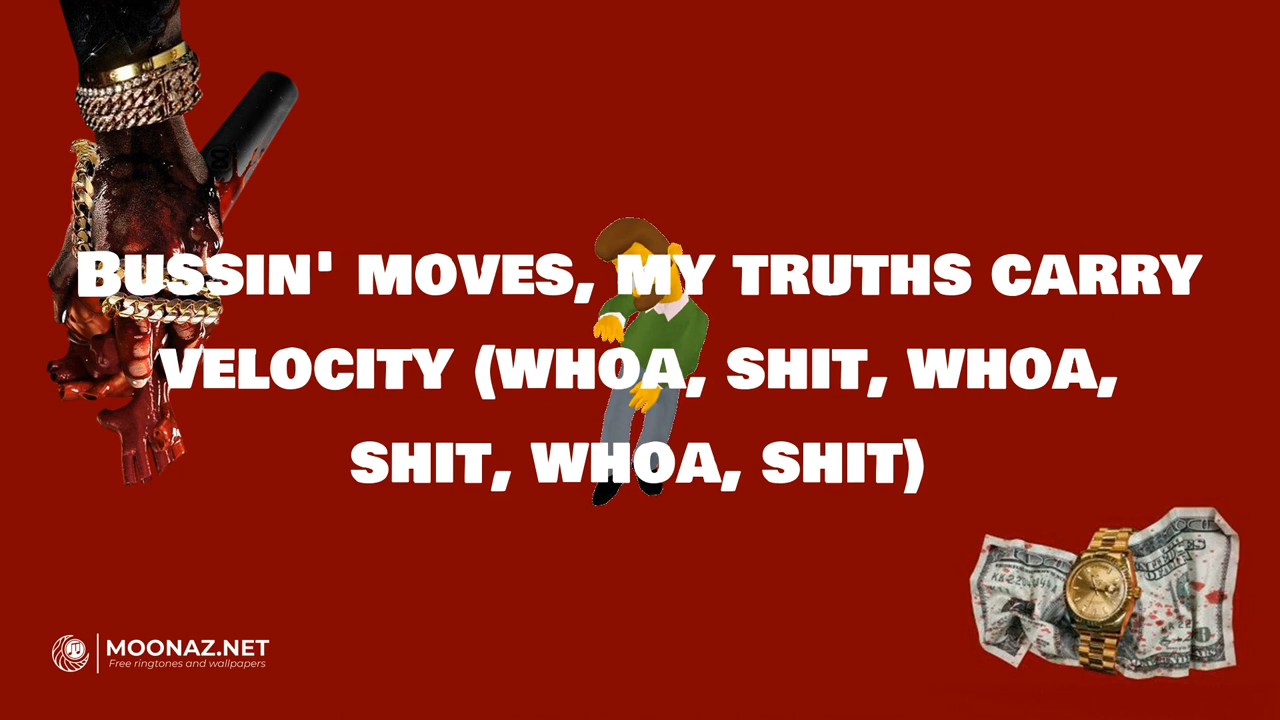 Bussin' moves, my truths carry
velocity (whoa, shit, whoa,
shit, whoa, shit)
MOONAZ.NET
Free ringtones and wallpapers